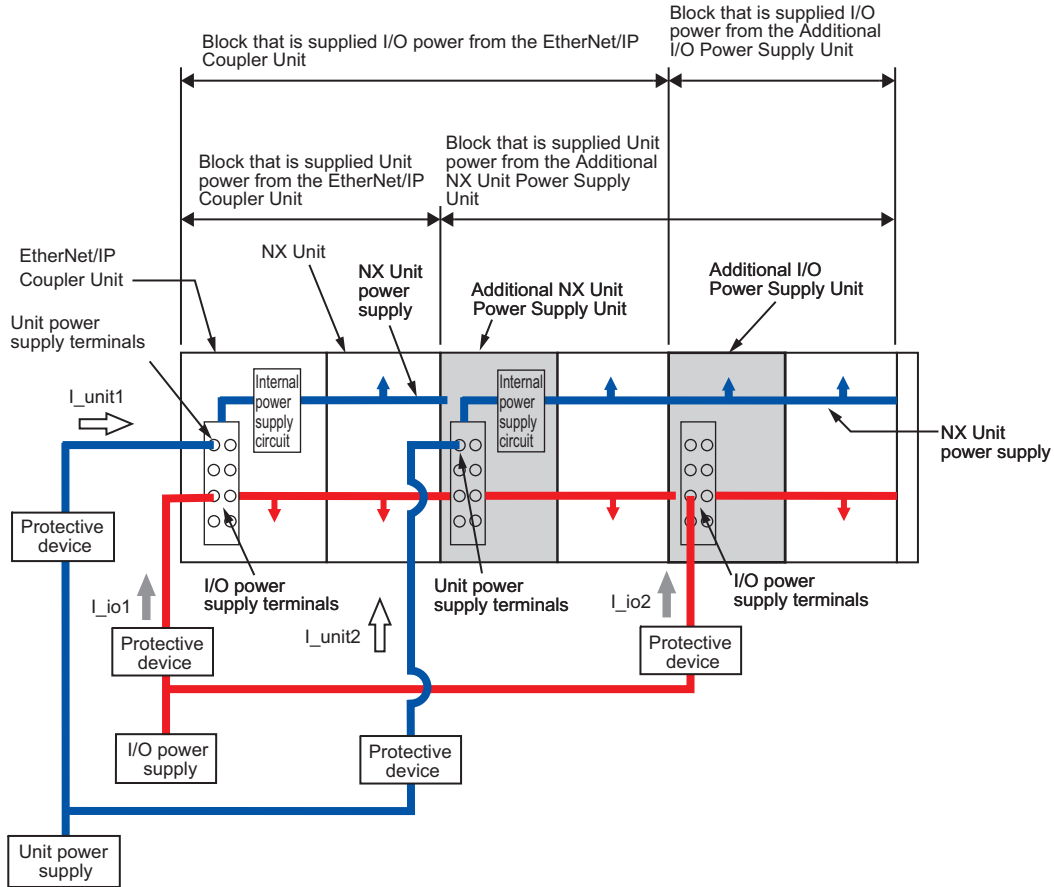 Block that is supplied I/O power from the EtherNet/IP
Coupler Unit
Block that is supplied I/O
power from the Additional
I/O Power Supply Unit
Block that is supplied Unit
power from the EtherNet/IP
Coupler Unit
Block that is supplied Unit
power from the Additional
NX Unit Power Supply
Unit
EtherNet/IP
Coupler Unit
NX Unit
NX Unit
power
supply
Additional NX Unit
Power Supply Unit
Additional I/O
Power Supply Unit
Unit power
supply terminals
I_unit1
Internal
power
supply
circuit
Internal
power
supply
circuit
NX Unit
power supply
Protective
device
I/O power
supply terminals
Unit power
supply terminals
I/O power
supply terminals
I_io1
I_unit2
I_io2
Protective
device
Protective
device
I/O power
supply
Protective
device
Unit power
supply